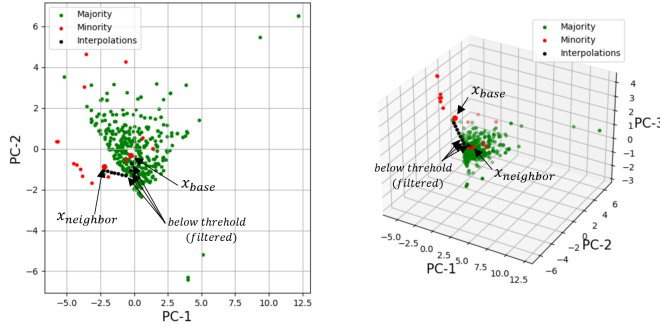 Majority
Minority
Interpolations
6
4
2
0
−2
−4
−6
PC-2
x_base
x_neighbor
below threhold
(filtered)
−5.0 −2.5 0.0 2.5 5.0 7.5 10.0 12.5
PC-1
Majority
Minority
Interpolations
x_base
below threhold
(filtered)
x_neighbor
4
3
2
1
0
−1
−2
−3
PC-3
6
4
2
0
−2
−4
−6
PC-2
−5.0
−2.5
0.0
2.5
5.0
7.5
10.0
12.5
PC-1